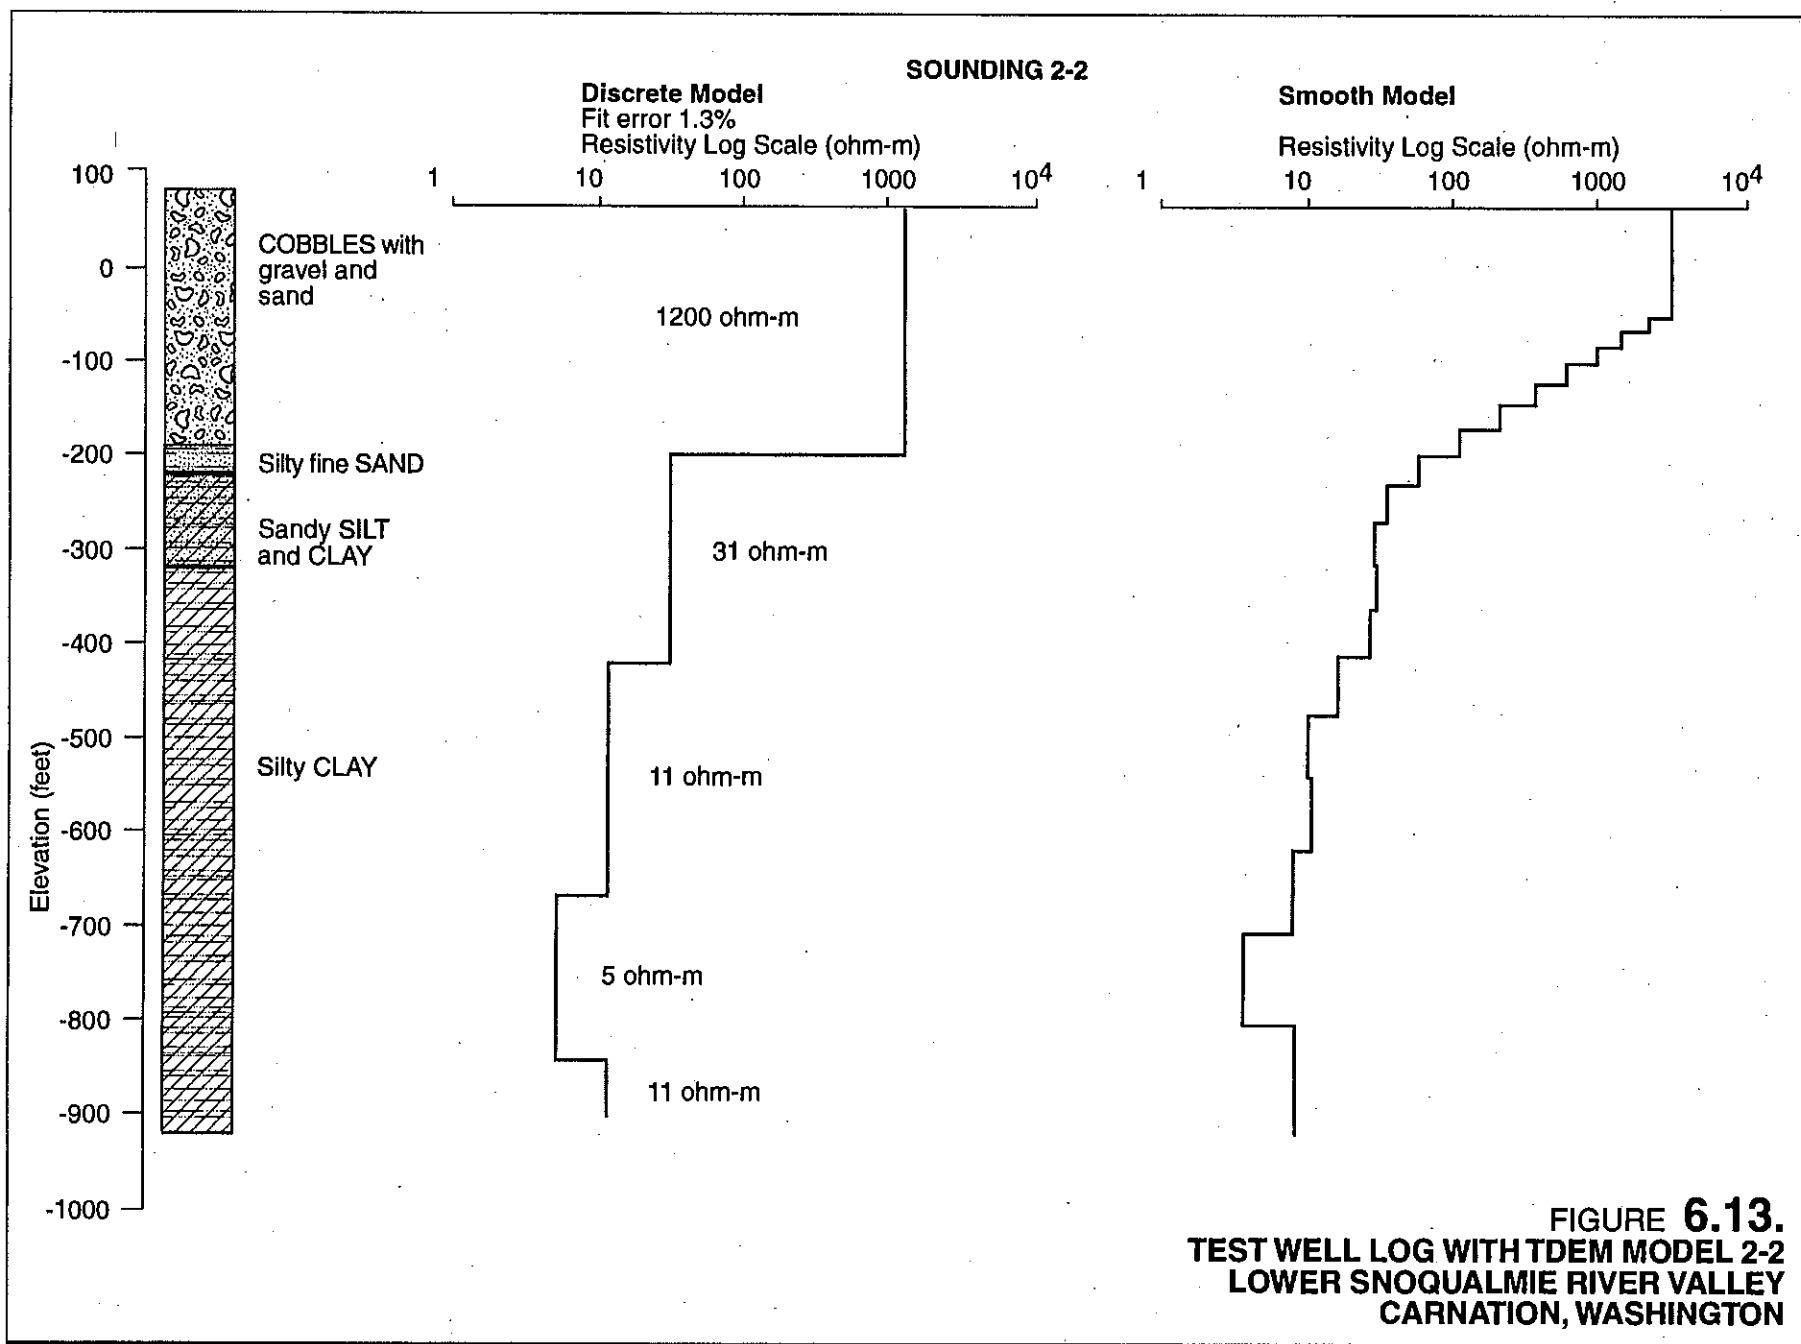 SOUNDING 2-2
Discrete Model
Fit error 1.3%
Resistivity Log Scale (ohm-m)
1 10 100 1000 10⁴
Smooth Model
Resistivity Log Scale (ohm-m)
1 10 100 1000 10⁴
Elevation (feet)
100
0
-100
-200
-300
-400
-500
-600
-700
-800
-900
-1000
COBBLES with
gravel and
sand
Silty fine SAND
Sandy SILT
and CLAY
Silty CLAY
1200 ohm-m
31 ohm-m
11 ohm-m
5 ohm-m
11 ohm-m
FIGURE 6.13.
TEST WELL LOG WITH TDEM MODEL 2-2
LOWER SNOQUALMIE RIVER VALLEY
CARNATION, WASHINGTON